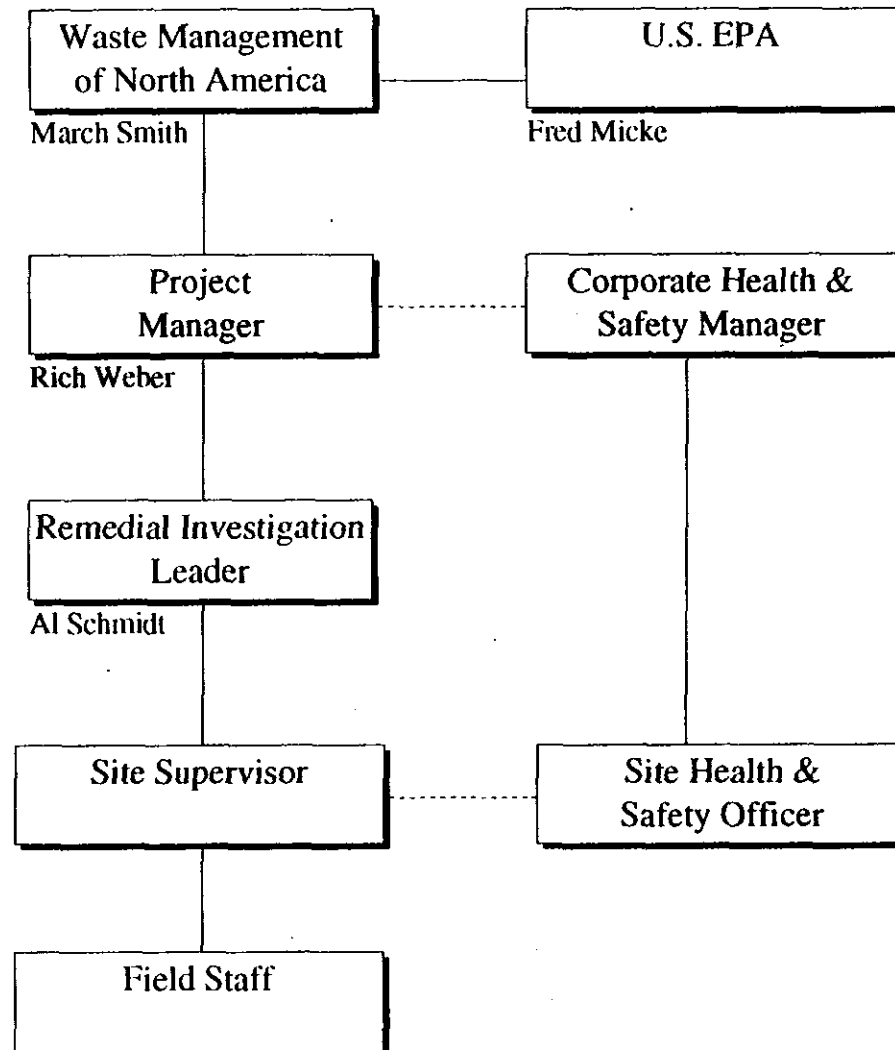 Waste Management
of North America
March Smith
U.S. EPA
Fred Micke
Project
Manager
Rich Weber
Corporate Health &
Safety Manager
Remedial Investigation
Leader
Al Schmidt
Site Supervisor
Site Health &
Safety Officer
Field Staff